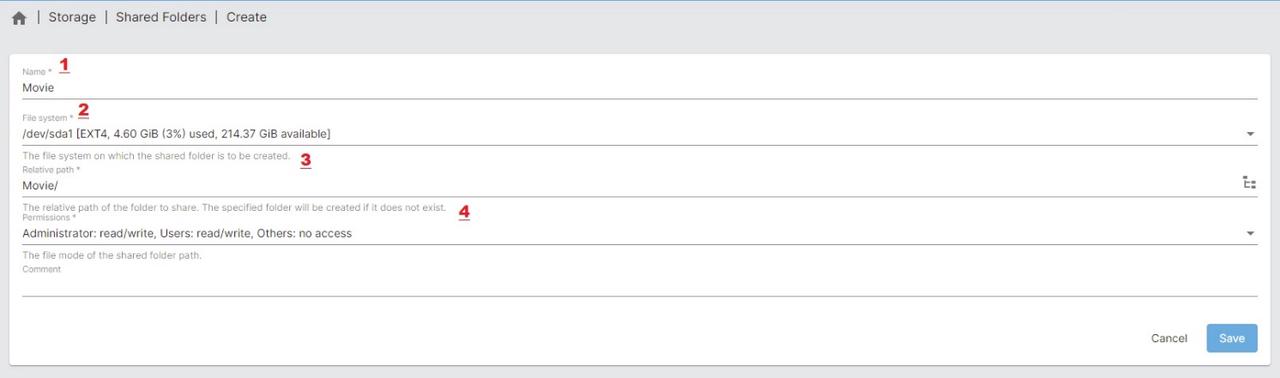 | Storage | Shared Folders | Create
Name * 1
Movie
File system * 2
/dev/sda1 [EXT4, 4.60 GiB (3%) used, 214.37 GiB available]
The file system on which the shared folder is to be created. 3
Relative path *
Movie/
The relative path of the folder to share. The specified folder will be created if it does not exist. 4
Permissions *
Administrator: read/write, Users: read/write, Others: no access
The file mode of the shared folder path.
Comment
Cancel Save